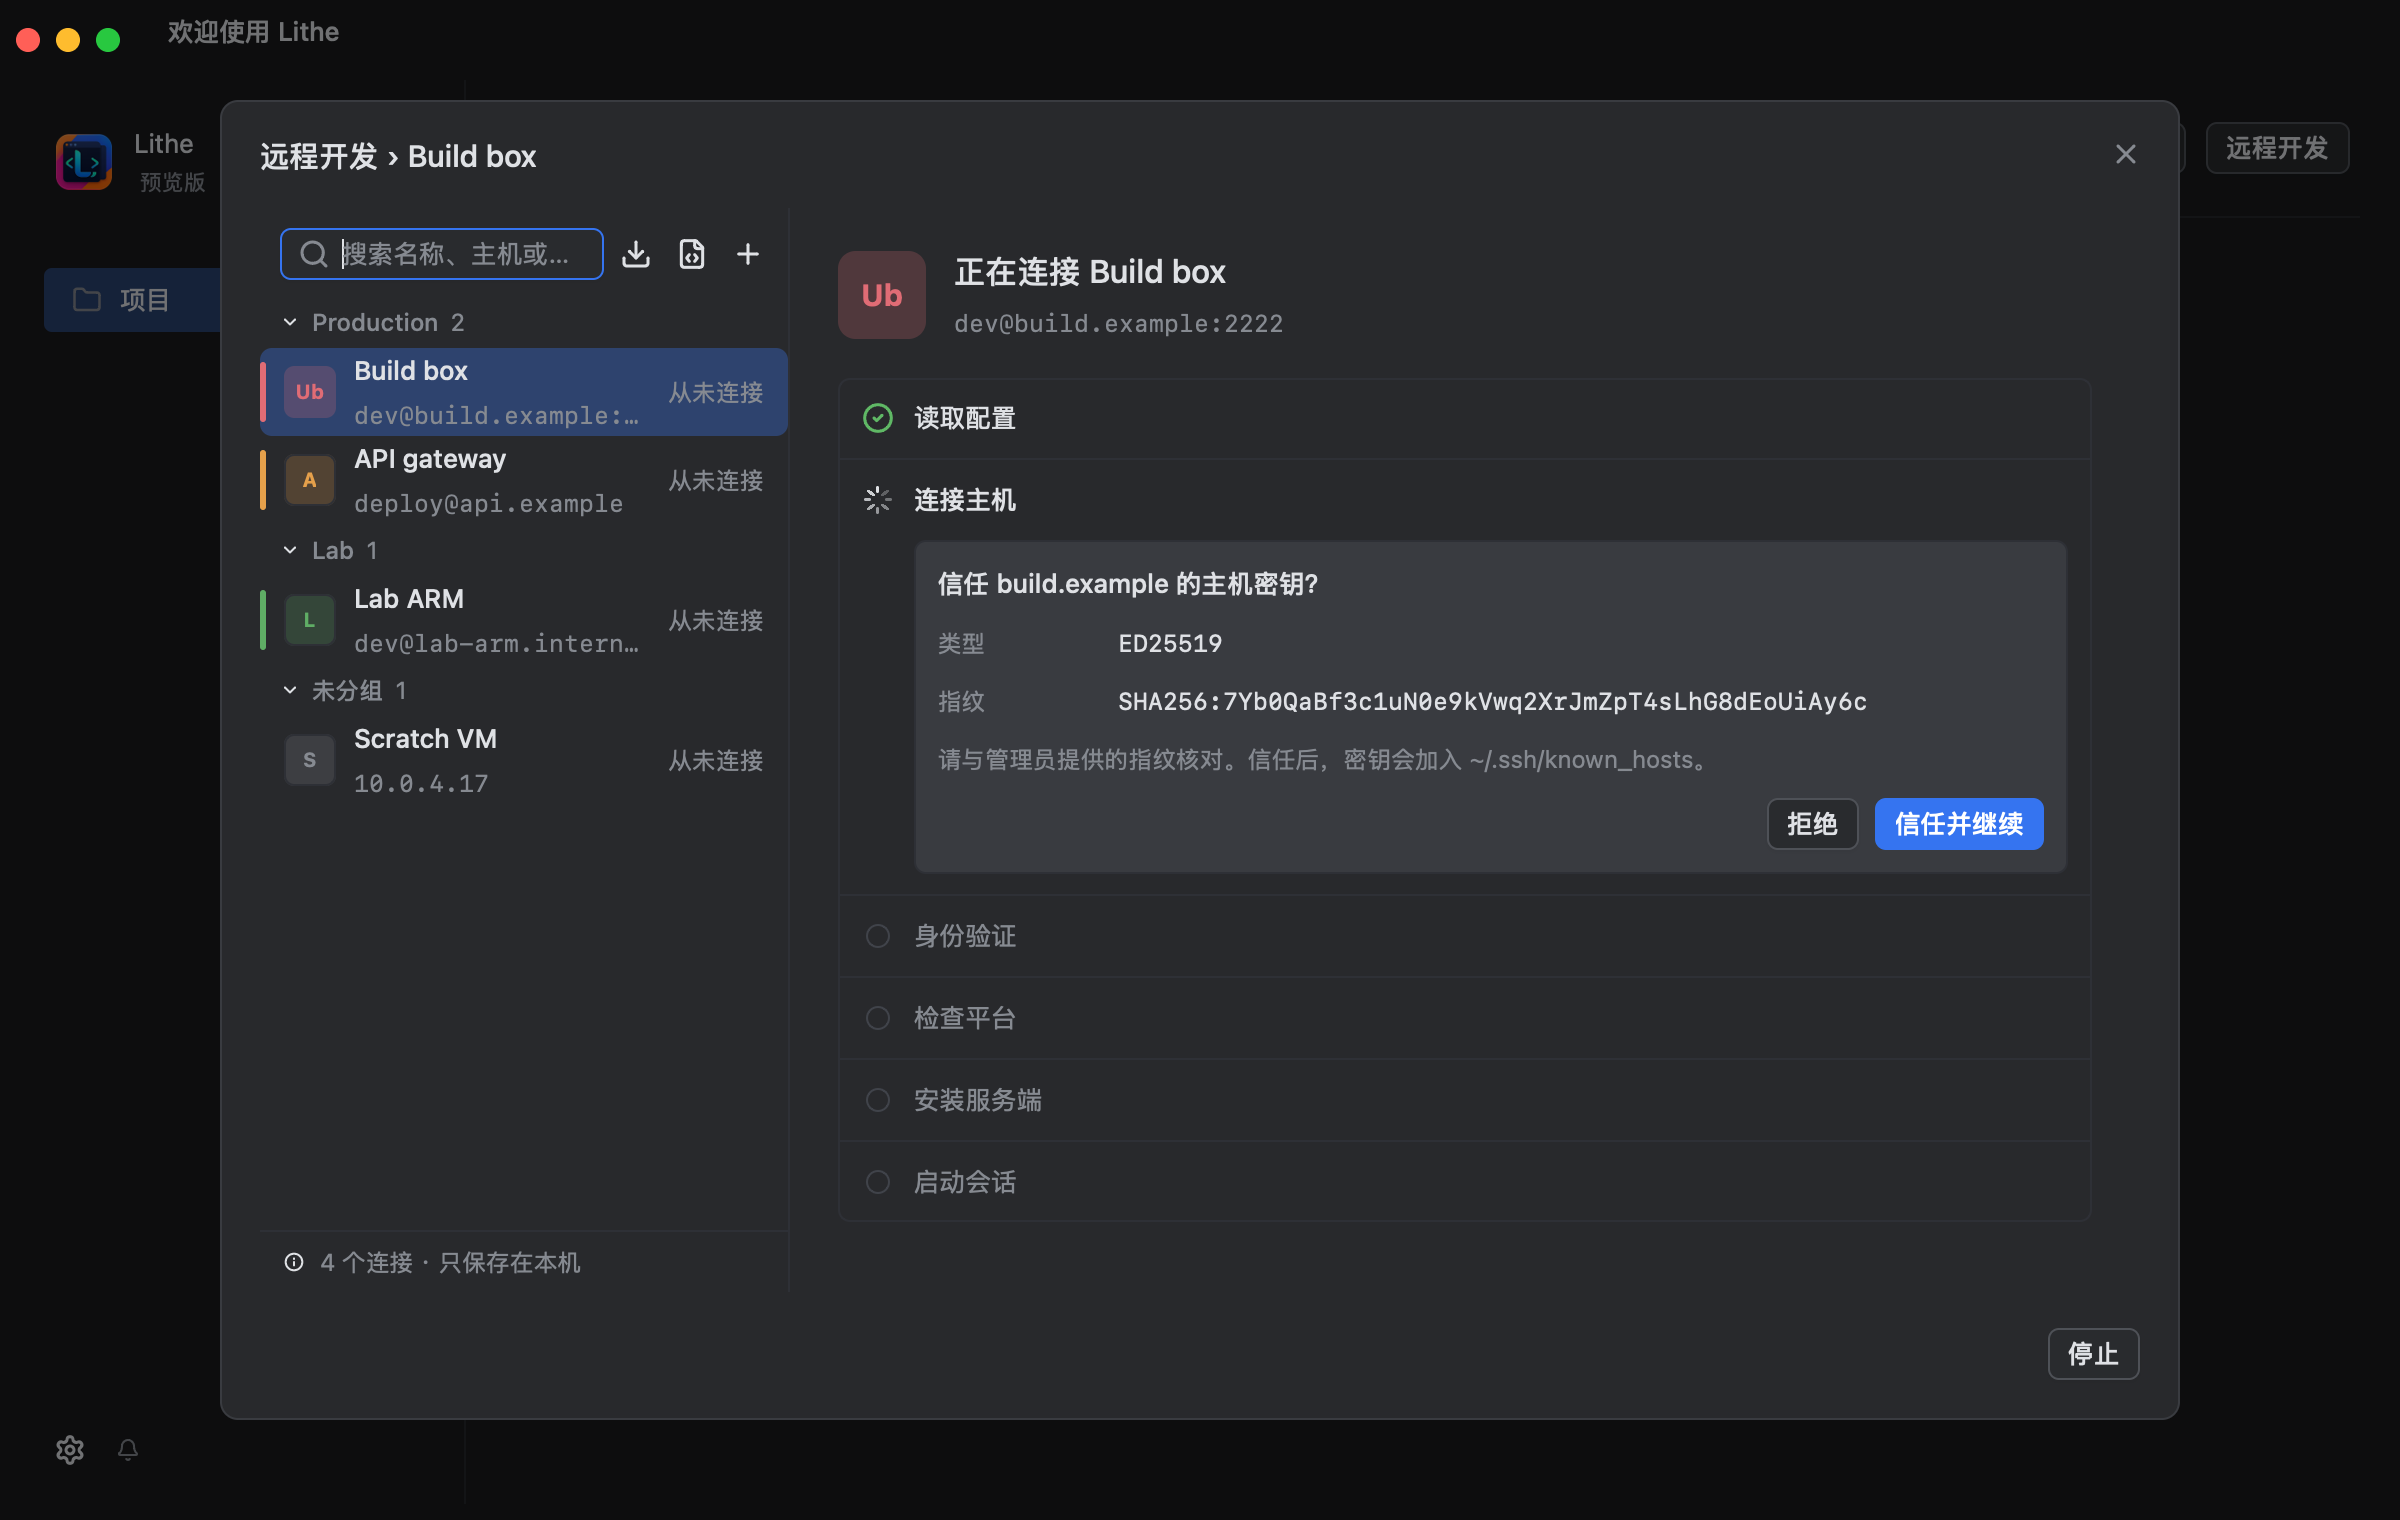 欢迎使用 Lithe
Lithe
预览版
远程开发
项目
远程开发 › Build box
搜索名称、主机或...
Production 2
Ub
Build box
dev@build.example:…
从未连接
A
API gateway
deploy@api.example
从未连接
Lab 1
L
Lab ARM
dev@lab-arm.intern…
从未连接
未分组 1
S
Scratch VM
10.0.4.17
从未连接
4 个连接 · 只保存在本机
Ub
正在连接 Build box
dev@build.example:2222
读取配置
连接主机
信任 build.example 的主机密钥?
类型 ED25519
指纹 SHA256:7Yb0QaBf3c1uN0e9kVwq2XrJmZpT4sLhG8dEoUiAy6c
请与管理员提供的指纹核对。信任后，密钥会加入 ~/.ssh/known_hosts。
拒绝 信任并继续
身份验证
检查平台
安装服务端
启动会话
停止